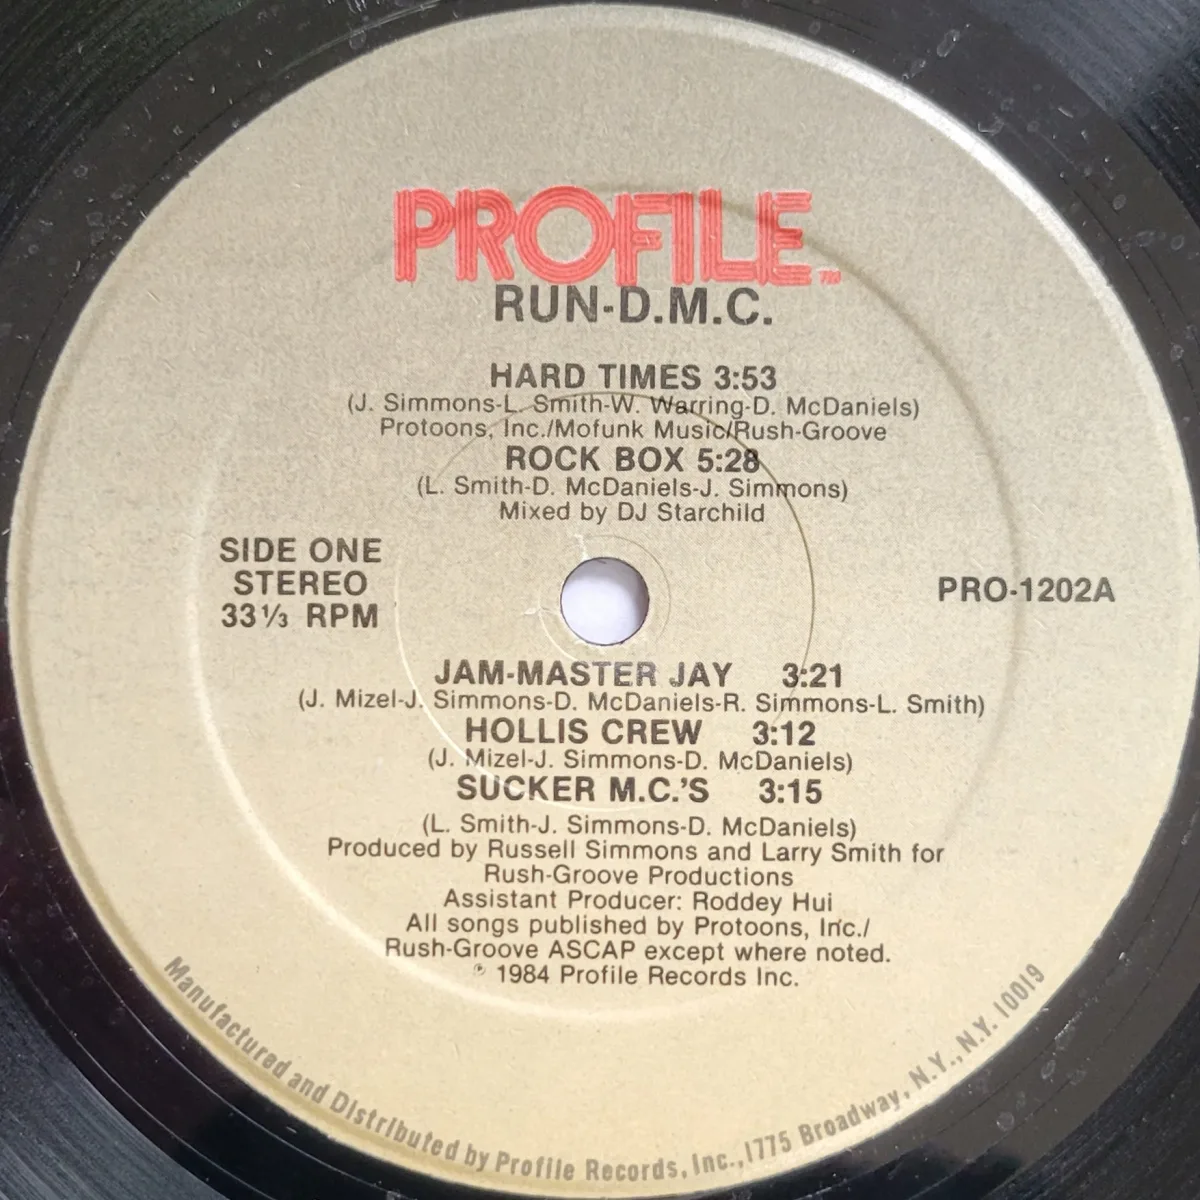 PROFILE™
RUN-D.M.C.
HARD TIMES 3:53
(J. Simmons-L. Smith-W. Warring-D. McDaniels)
Protoons, Inc./Mofunk Music/Rush-Groove
ROCK BOX 5:28
(L. Smith-D. McDaniels-J. Simmons)
Mixed by DJ Starchild
SIDE ONE
STEREO
33⅓ RPM
PRO-1202A
JAM-MASTER JAY 3:21
(J. Mizel-J. Simmons-D. McDaniels-R. Simmons-L. Smith)
HOLLIS CREW 3:12
(J. Mizel-J. Simmons-D. McDaniels)
SUCKER M.C.'S 3:15
(L. Smith-J. Simmons-D. McDaniels)
Produced by Russell Simmons and Larry Smith for
Rush-Groove Productions
Assistant Producer: Roddey Hui
All songs published by Protoons, Inc./
Rush-Groove ASCAP except where noted.
℗ 1984 Profile Records Inc.
Manufactured and Distributed by Profile Records, Inc., 1775 Broadway, N.Y., N.Y. 10019